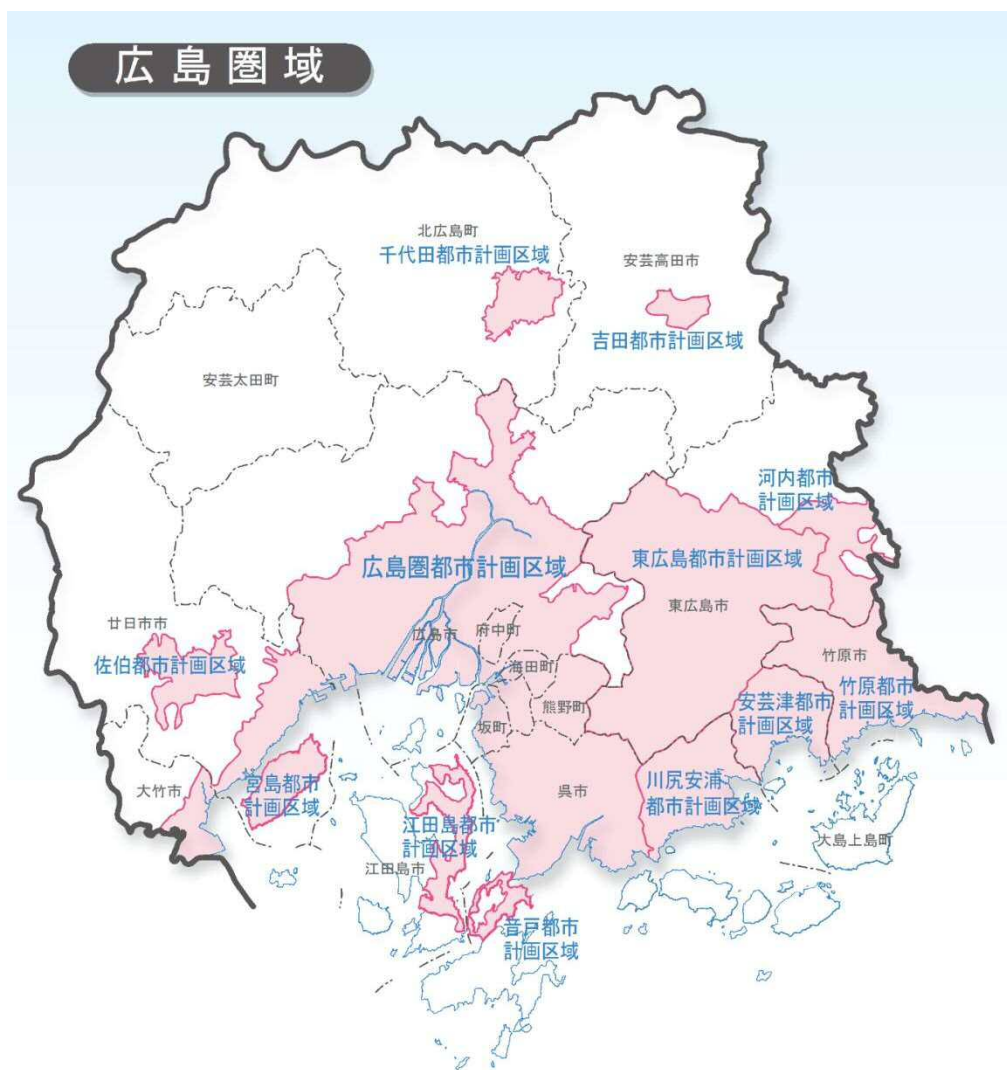 広島圏域
北広島町
千代田都市計画区域
安芸高田市
吉田都市計画区域
安芸太田町
河内都市
計画区域
広島圏都市計画区域
東広島都市計画区域
東広島市
廿日市市
佐伯都市計画区域
広島市
府中町
海田町
熊野町
坂町
竹原市
安芸津都市
計画区域
竹原都市
計画区域
大竹市
宮島都市
計画区域
呉市
川尻安浦
都市計画区域
江田島都市
計画区域
江田島市
大島上島町
音戸都市
計画区域